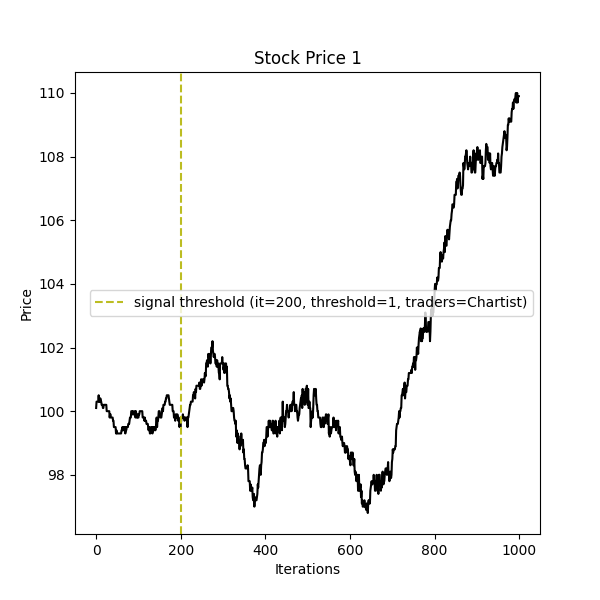 Stock Price 1
110
108
106
104
102
100
98
Price
signal threshold (it=200, threshold=1, traders=Chartist)
0 200 400 600 800 1000
Iterations